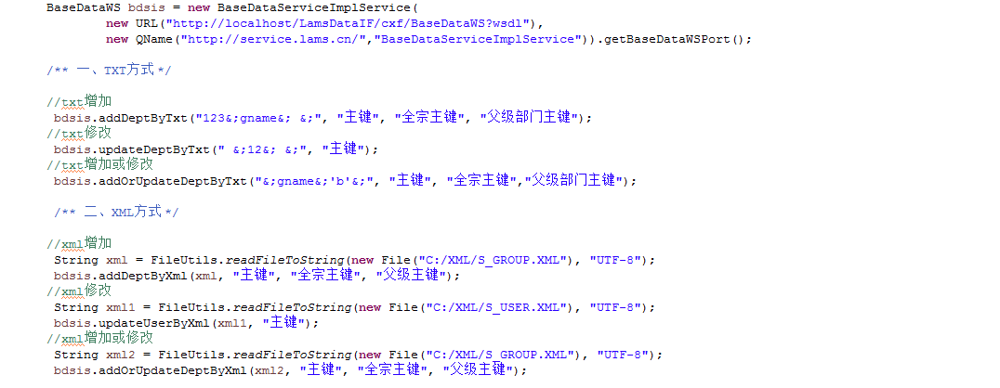 BaseDataWS bdsis = new BaseDataServiceImplService(
new URL("http://localhost/LamsDataIF/cxf/BaseDataWS?wsdl"),
new QName("http://service.lams.cn/","BaseDataServiceImplService")).getBaseDataWSPort();
/** 一、TXT方式 */
//txt增加
bdsis.addDeptByTxt("123&;gname&; &;", "主键", "全宗主键", "父级部门主键");
//txt修改
bdsis.updateDeptByTxt(" &;12&; &;", "主键");
//txt增加或修改
bdsis.addOrUpdateDeptByTxt("&;gname&;'b'&;", "主键", "全宗主键","父级部门主键");
/** 二、XML方式 */
//xml增加
String xml = FileUtils.readFileToString(new File("C:/XML/S_GROUP.XML"), "UTF-8");
bdsis.addDeptByXml(xml, "主键", "全宗主键", "父级主键");
//xml修改
String xml1 = FileUtils.readFileToString(new File("C:/XML/S_USER.XML"), "UTF-8");
bdsis.updateUserByXml(xml1, "主键");
//xml增加或修改
String xml2 = FileUtils.readFileToString(new File("C:/XML/S_GROUP.XML"), "UTF-8");
bdsis.addOrUpdateDeptByXml(xml2, "主键", "全宗主键", "父级主键");